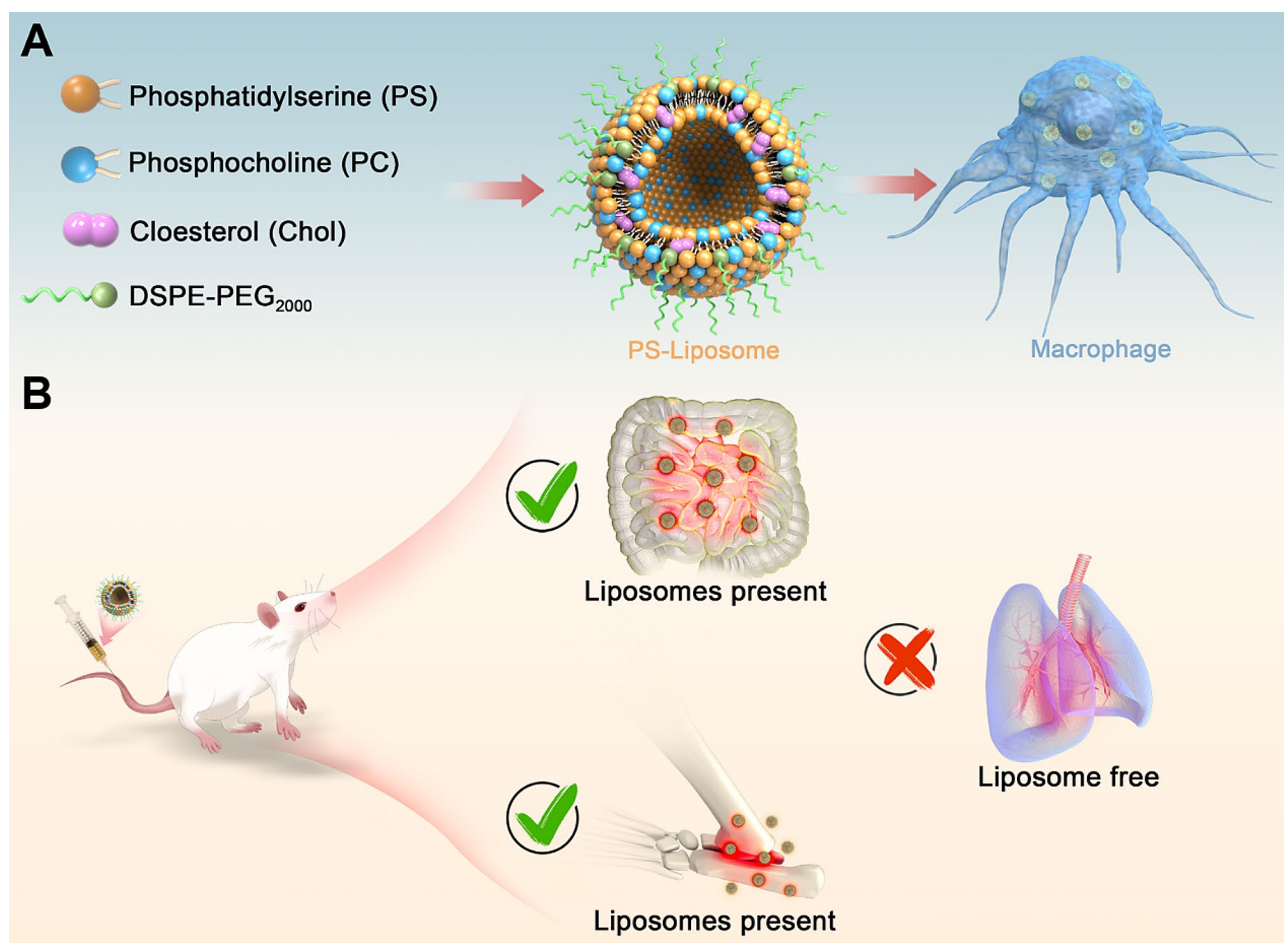 A
Phosphatidylserine (PS)
Phosphocholine (PC)
Cloesterol (Chol)
DSPE-PEG2000
PS-Liposome
Macrophage
B
Liposomes present
Liposome free
Liposomes present